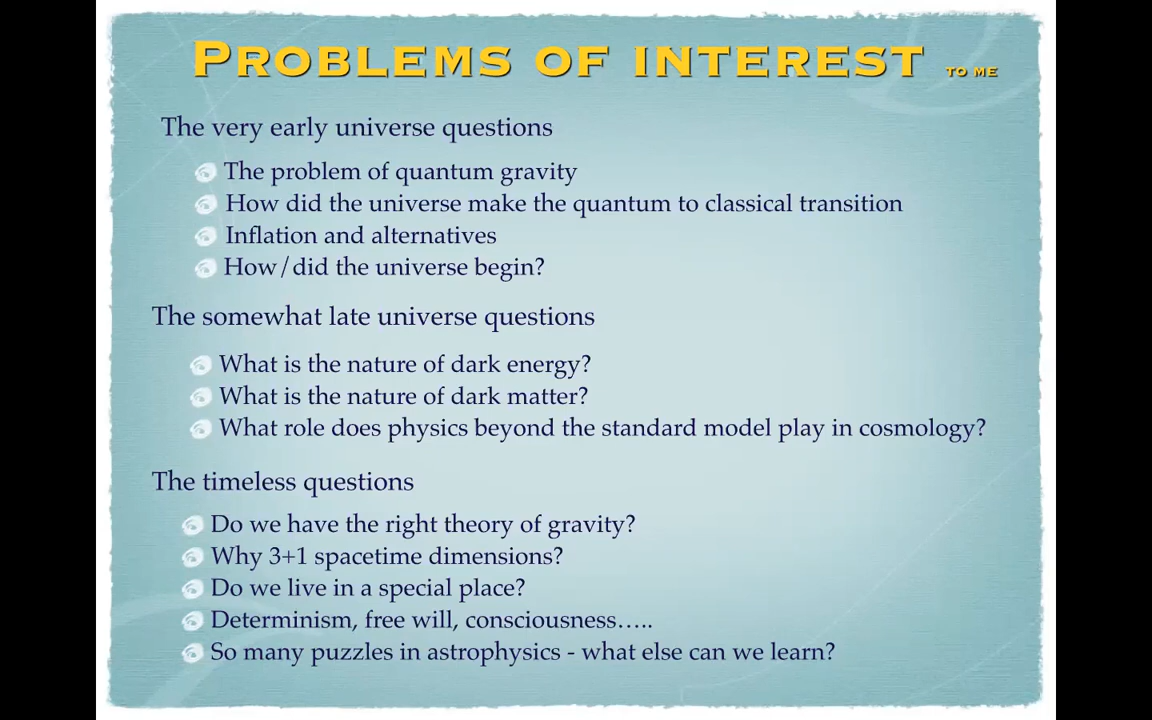 PROBLEMS OF INTEREST TO ME
The very early universe questions
The problem of quantum gravity
How did the universe make the quantum to classical transition
Inflation and alternatives
How/did the universe begin?
The somewhat late universe questions
What is the nature of dark energy?
What is the nature of dark matter?
What role does physics beyond the standard model play in cosmology?
The timeless questions
Do we have the right theory of gravity?
Why 3+1 spacetime dimensions?
Do we live in a special place?
Determinism, free will, consciousness…..
So many puzzles in astrophysics - what else can we learn?